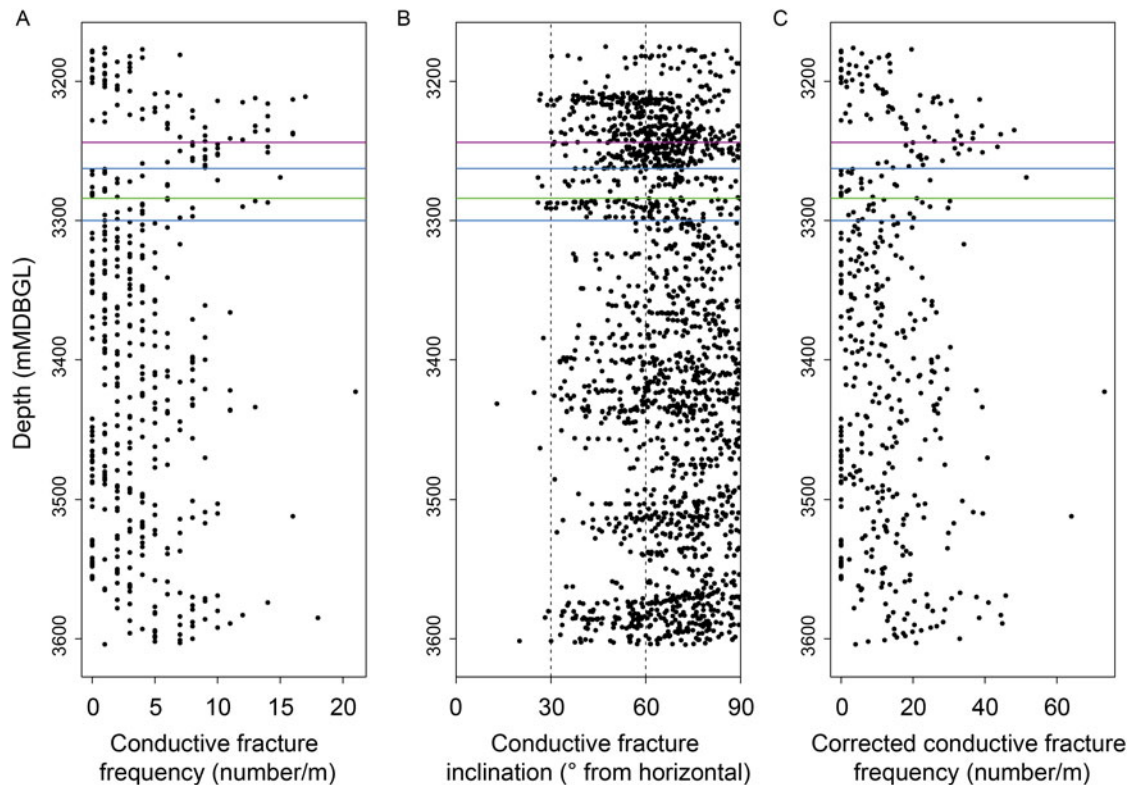 A
B
C
Depth (mMDBGL)
3200
3300
3400
3500
3600
0 5 10 15 20
Conductive fracture
frequency (number/m)
3200
3300
3400
3500
3600
0 30 60 90
Conductive fracture
inclination (° from horizontal)
3200
3300
3400
3500
3600
0 20 40 60
Corrected conductive fracture
frequency (number/m)